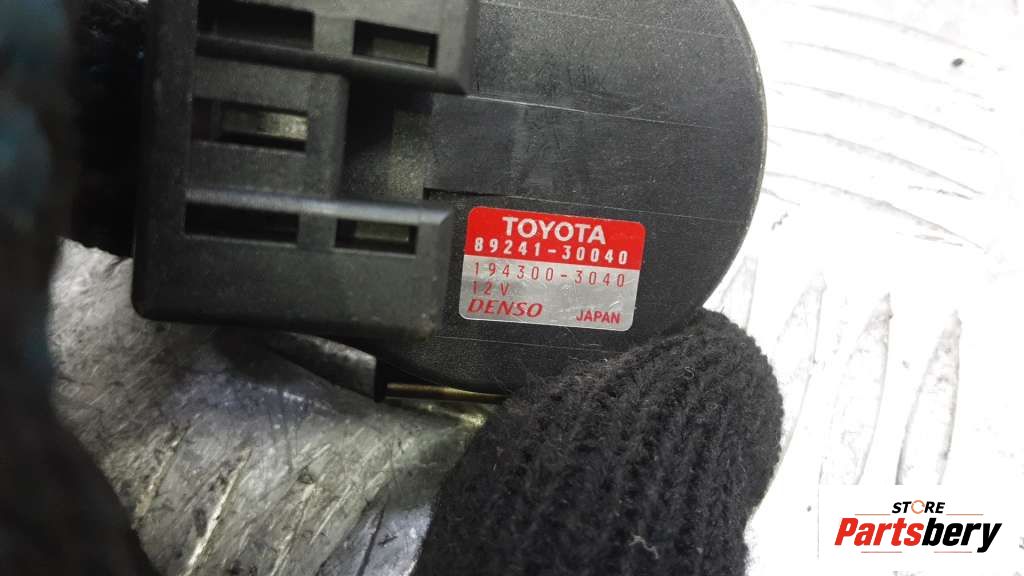 TOYOTA
89241-30040
194300-3040
12V
DENSO JAPAN
STORE
Partsbery